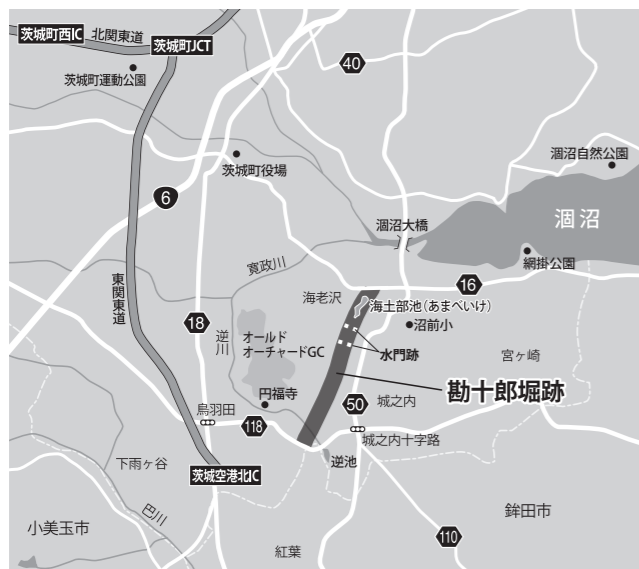 茨城町西IC
北関東道
茨城町JCT
茨城町運動公園
40
涸沼自然公園
茨城町役場
6
涸沼
涸沼大橋
網掛公園
寛政川
東関東道
海老沢
16
海土部池(あまべいけ)
沼前小
18
逆川
オールド
オーチャードGC
水門跡
宮ヶ崎
勘十郎堀跡
円福寺
50
城之内
鳥羽田
118
城之内十字路
逆池
下雨ヶ谷
茨城空港北IC
巴川
小美玉市
鉾田市
110
紅葉